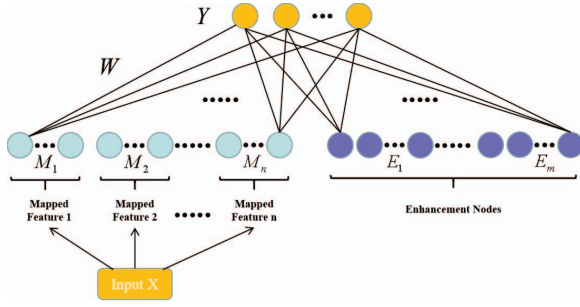 Y
W
M1 M2 Mn E1 Em
Mapped Feature 1
Mapped Feature 2
Mapped Feature n
Enhancement Nodes
Input X